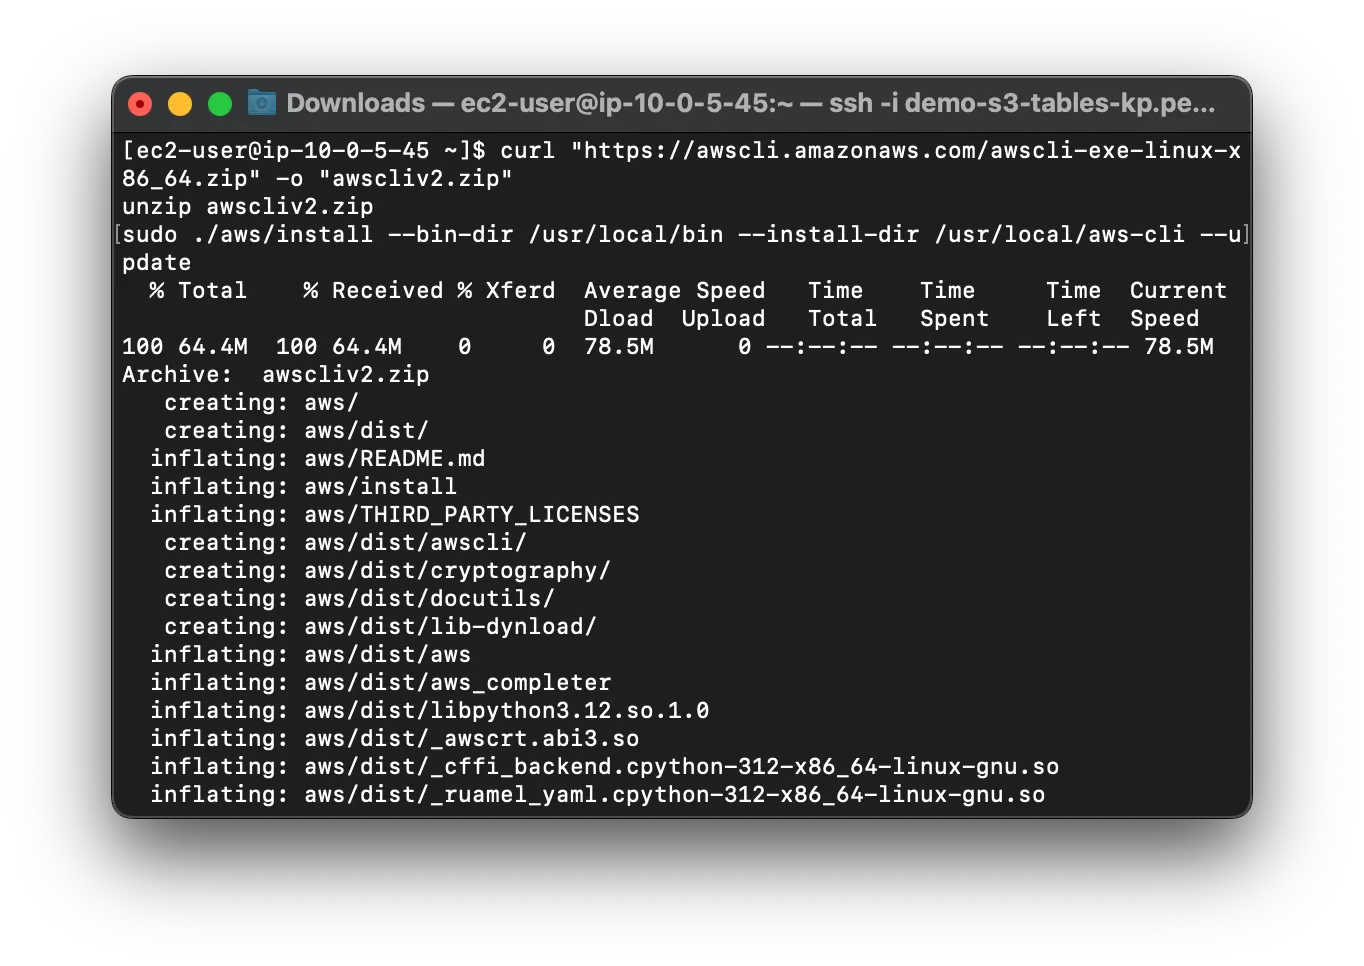 Downloads — ec2-user@ip-10-0-5-45:~ — ssh -i demo-s3-tables-kp.pe...
[ec2-user@ip-10-0-5-45 ~]$ curl "https://awscli.amazonaws.com/awscli-exe-linux-x
86_64.zip" -o "awscliv2.zip"
unzip awscliv2.zip
[sudo ./aws/install --bin-dir /usr/local/bin --install-dir /usr/local/aws-cli --u]
pdate
  % Total    % Received % Xferd  Average Speed   Time    Time     Time  Current
                                 Dload  Upload   Total   Spent    Left  Speed
100 64.4M  100 64.4M    0     0  78.5M      0 --:--:-- --:--:-- --:--:-- 78.5M
Archive:  awscliv2.zip
   creating: aws/
   creating: aws/dist/
  inflating: aws/README.md
  inflating: aws/install
  inflating: aws/THIRD_PARTY_LICENSES
   creating: aws/dist/awscli/
   creating: aws/dist/cryptography/
   creating: aws/dist/docutils/
   creating: aws/dist/lib-dynload/
  inflating: aws/dist/aws
  inflating: aws/dist/aws_completer
  inflating: aws/dist/libpython3.12.so.1.0
  inflating: aws/dist/_awscrt.abi3.so
  inflating: aws/dist/_cffi_backend.cpython-312-x86_64-linux-gnu.so
  inflating: aws/dist/_ruamel_yaml.cpython-312-x86_64-linux-gnu.so